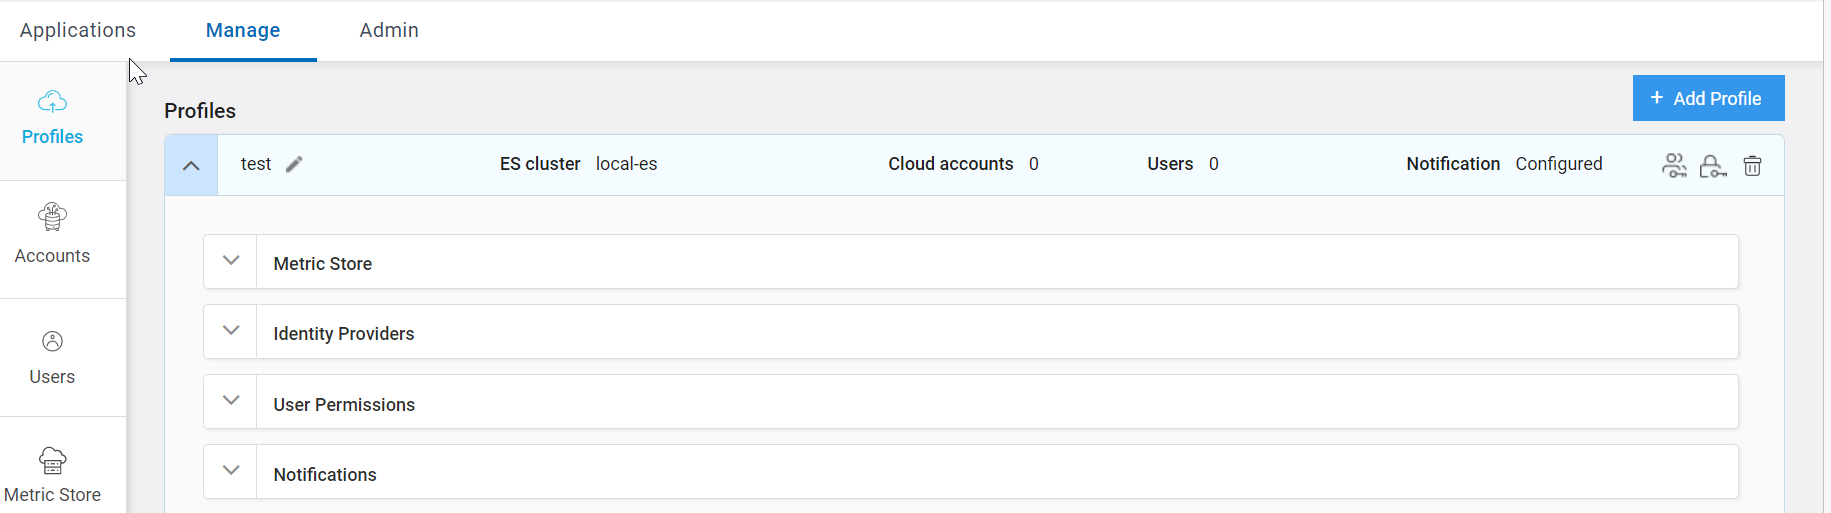 Applications Manage Admin
Profiles
Accounts
Users
Metric Store
Profiles
+ Add Profile
test ES cluster local-es Cloud accounts 0 Users 0 Notification Configured
Metric Store
Identity Providers
User Permissions
Notifications